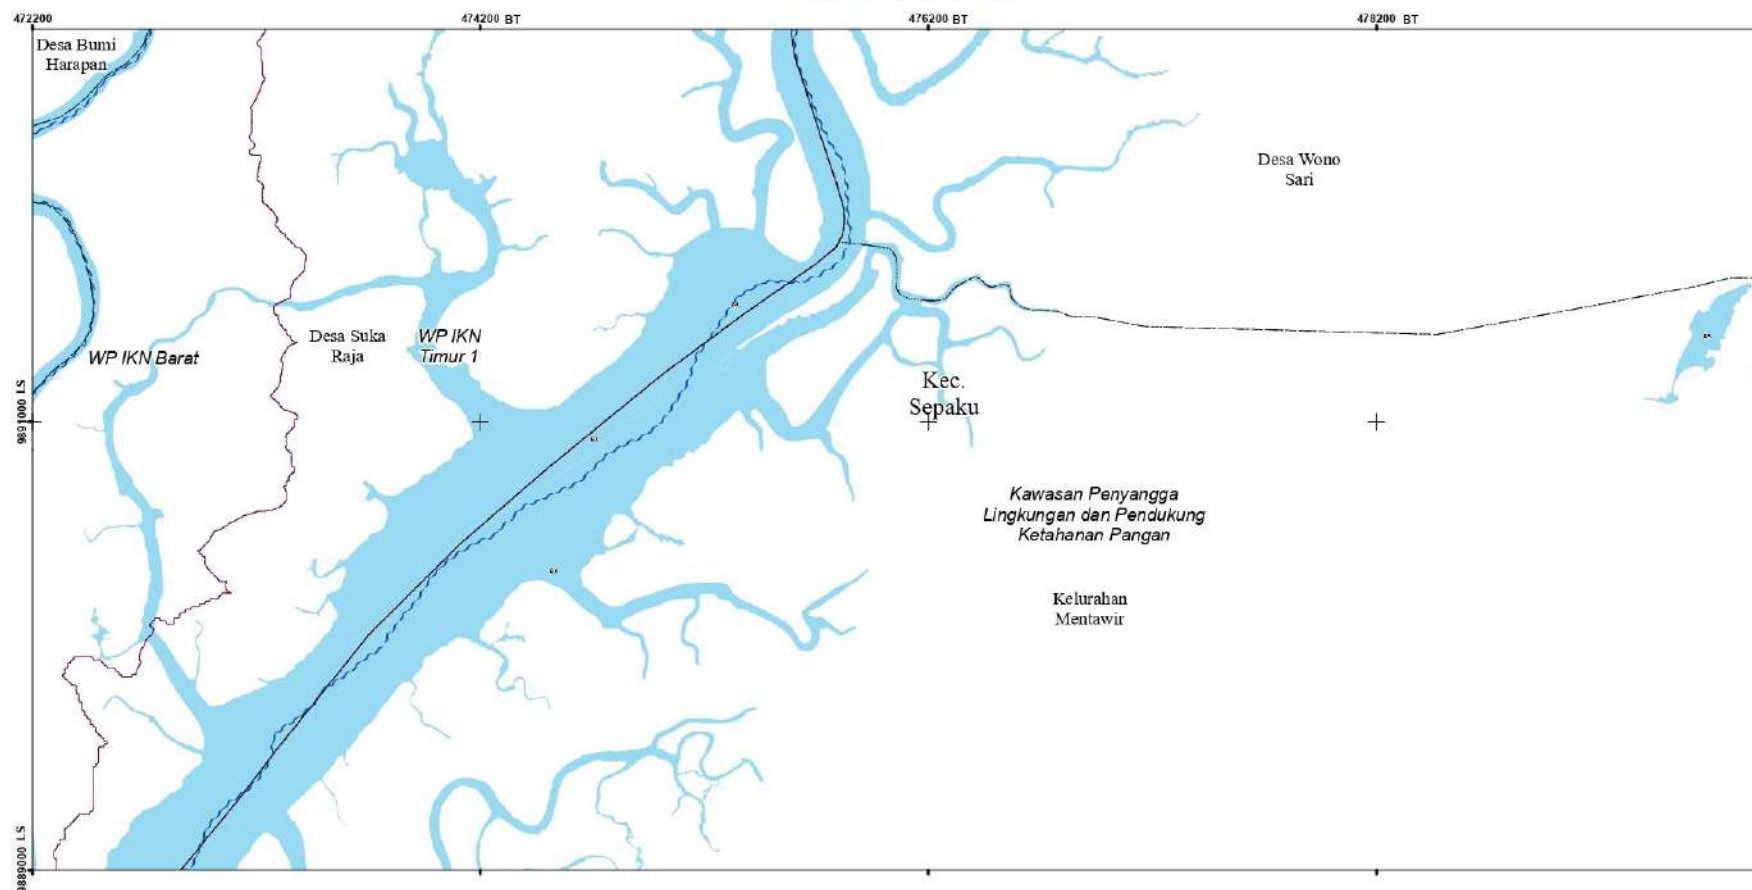 472200
474200 BT
476200 BT
478200 BT
Desa Bumi
Harapan
Desa Wono
Sari
Desa Suka
Raja
WP IKN
Timur 1
WP IKN Barat
Kec.
Sepaku
9891000 LS
Kawasan Penyangga
Lingkungan dan Pendukung
Ketahanan Pangan
Kelurahan
Mentawir
9889000 LS